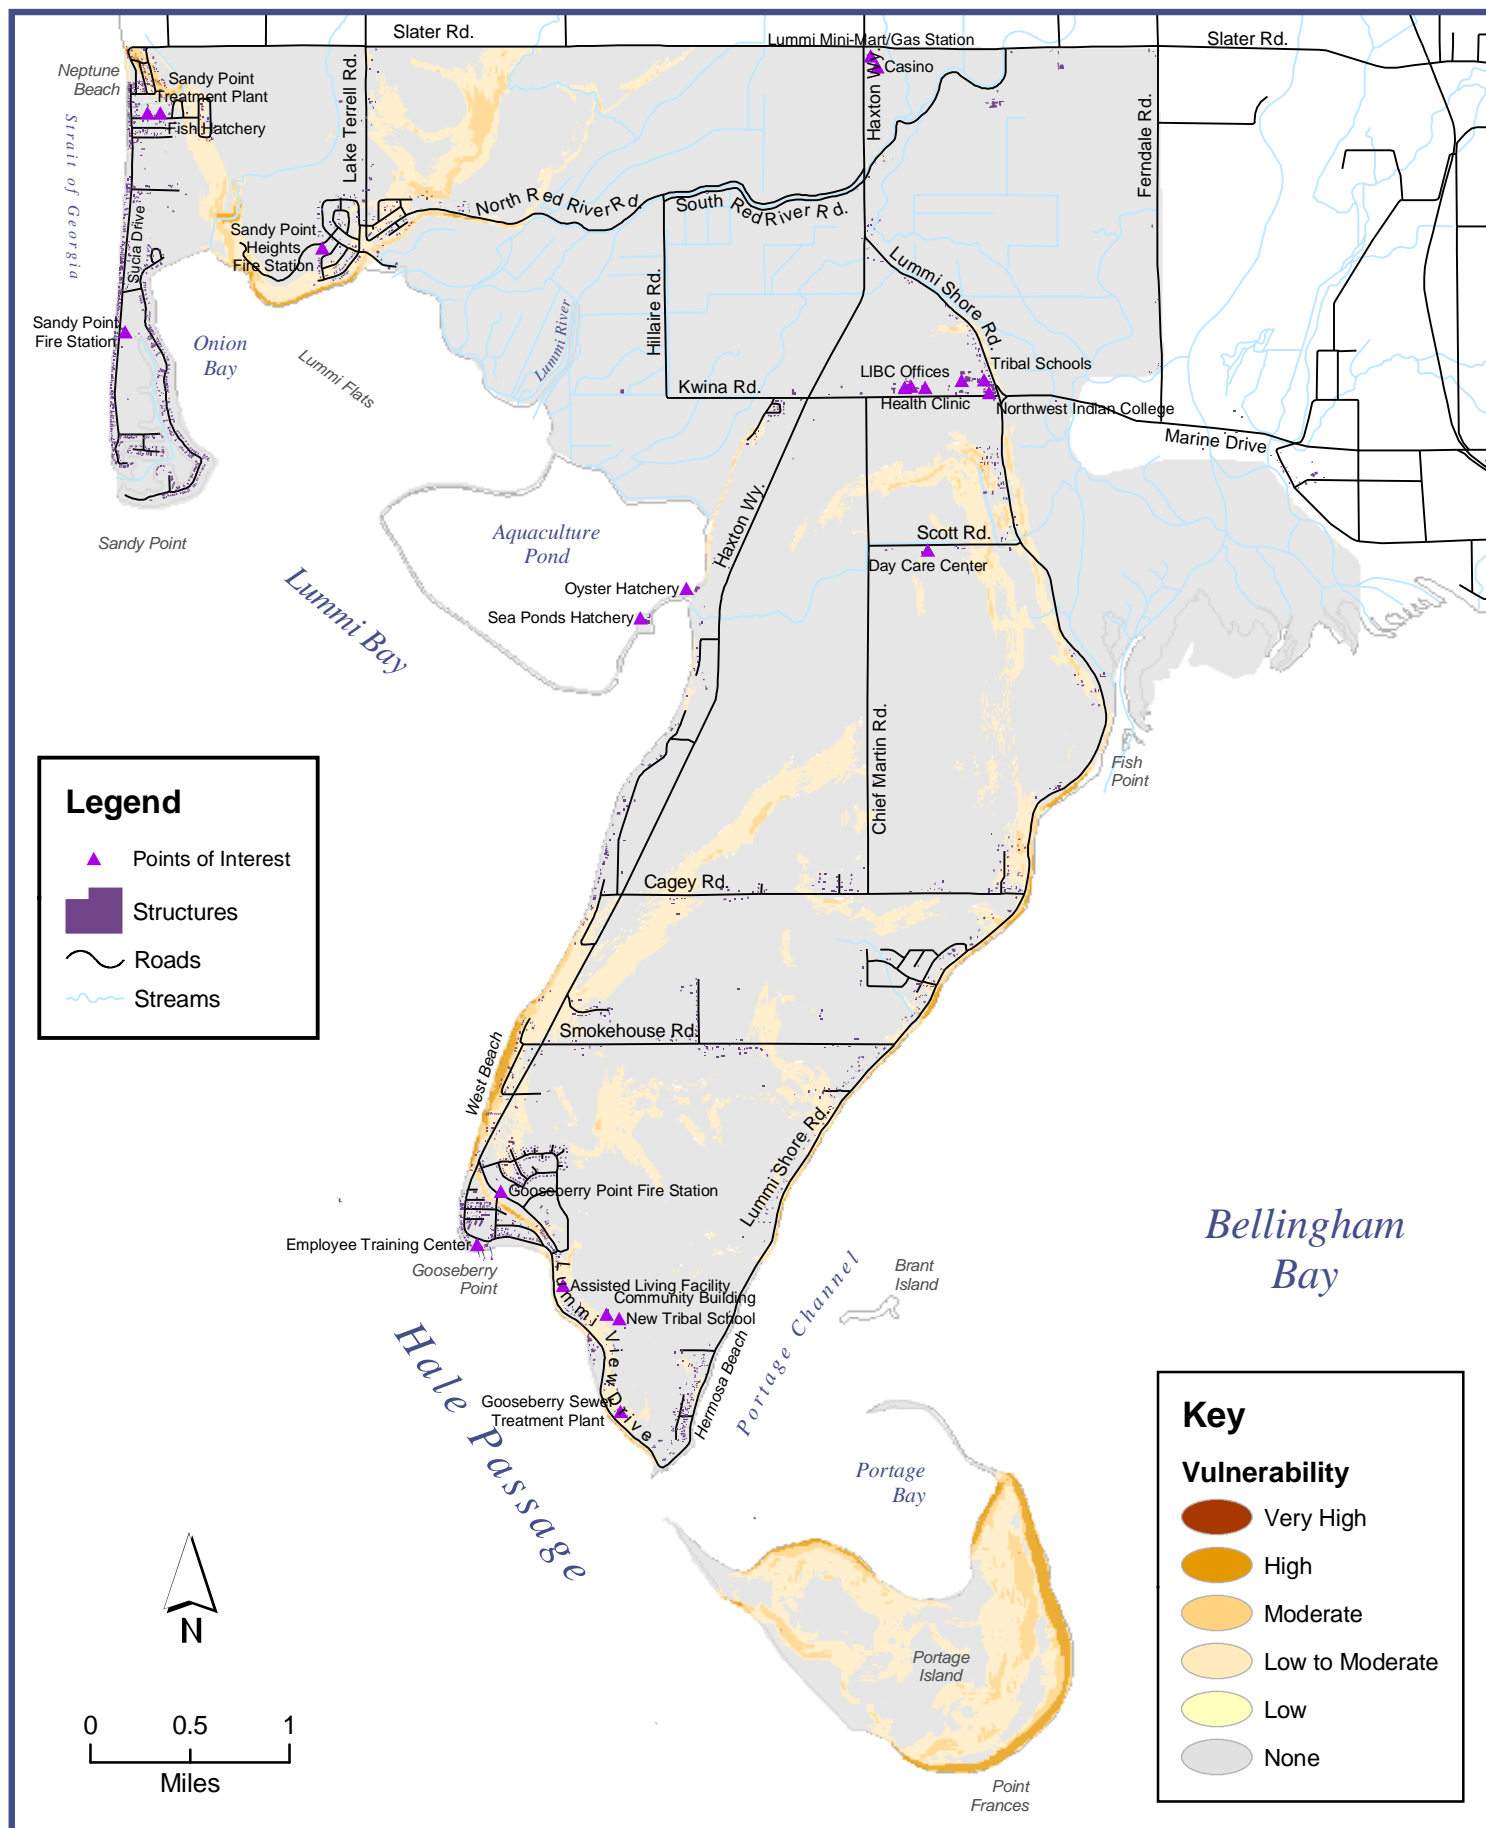 Slater Rd.
Lummi Mini-Mart/Gas Station
Slater Rd.
Casino
Neptune
Beach
Sandy Point
Treatment Plant
Fish Hatchery
Lake Terrell Rd.
Haxton Wy.
Ferndale Rd.
Strait of Georgia
Sucia Drive
North Red River Rd.
South Red River Rd.
Sandy Point
Heights
Fire Station
Lummi Shore Rd.
Hillaire Rd.
Lummi River
Sandy Point
Fire Station
Onion
Bay
Lummi Flats
LIBC Offices
Tribal Schools
Kwina Rd.
Health Clinic
Northwest Indian College
Marine Drive
Sandy Point
Aquaculture
Pond
Haxton Wy.
Scott Rd.
Day Care Center
Oyster Hatchery
Sea Ponds Hatchery
Lummi Bay
Chief Martin Rd.
Fish
Point
Legend
Points of Interest
Structures
Roads
Streams
Cagey Rd.
Smokehouse Rd.
West Beach
Lummi Shore Rd.
Gooseberry Point Fire Station
Employee Training Center
Gooseberry
Point
Bellingham
Bay
Brant
Island
Assisted Living Facility
Community Building
New Tribal School
Lummi View Drive
Portage Channel
Hermosa Beach
Hale Passage
Gooseberry Sewer
Treatment Plant
Portage
Bay
Portage
Island
Point
Frances
N
0 0.5 1
Miles
Key
Vulnerability
Very High
High
Moderate
Low to Moderate
Low
None